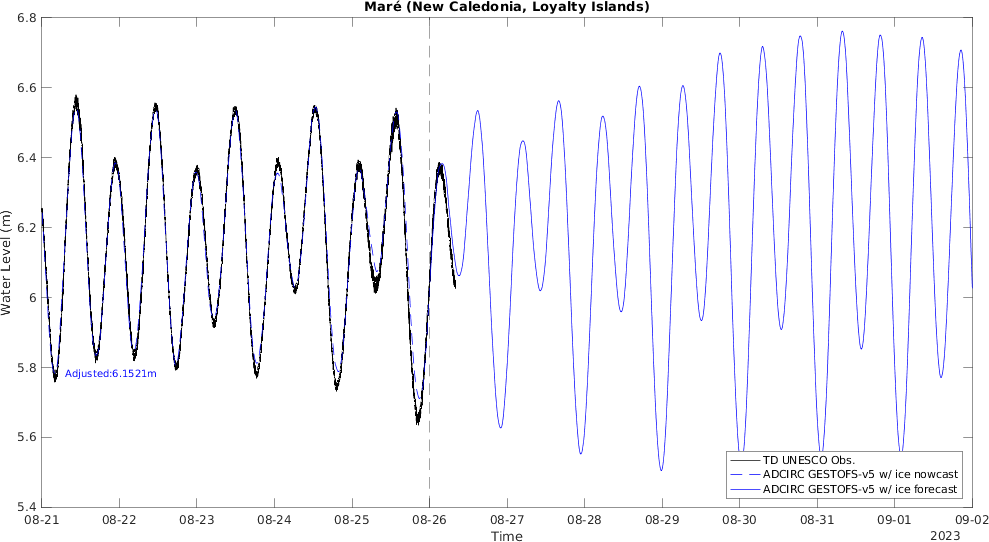 Maré (New Caledonia, Loyalty Islands)
6.8
6.6
6.4
6.2
6
5.8
5.6
5.4
Water Level (m)
Adjusted:6.1521m
TD UNESCO Obs.
ADCIRC GESTOFS-v5 w/ ice nowcast
ADCIRC GESTOFS-v5 w/ ice forecast
08-21 08-22 08-23 08-24 08-25 08-26 08-27 08-28 08-29 08-30 08-31 09-01 09-02
Time
2023